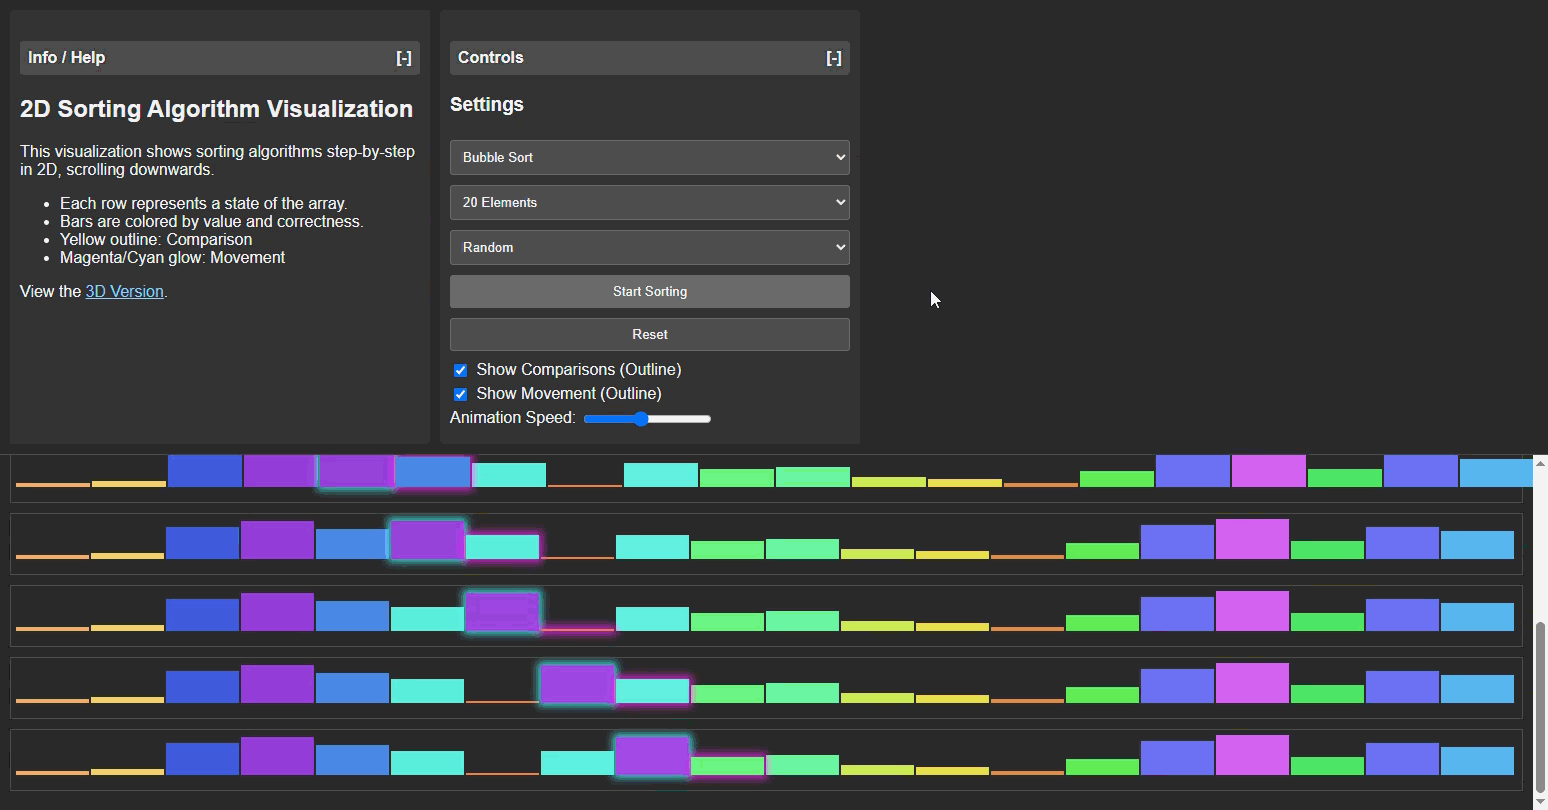 Info / Help [-]
2D Sorting Algorithm Visualization
This visualization shows sorting algorithms step-by-step
in 2D, scrolling downwards.
• Each row represents a state of the array.
• Bars are colored by value and correctness.
• Yellow outline: Comparison
• Magenta/Cyan glow: Movement
View the 3D Version.
Controls [-]
Settings
Bubble Sort
20 Elements
Random
Start Sorting
Reset
Show Comparisons (Outline)
Show Movement (Outline)
Animation Speed: